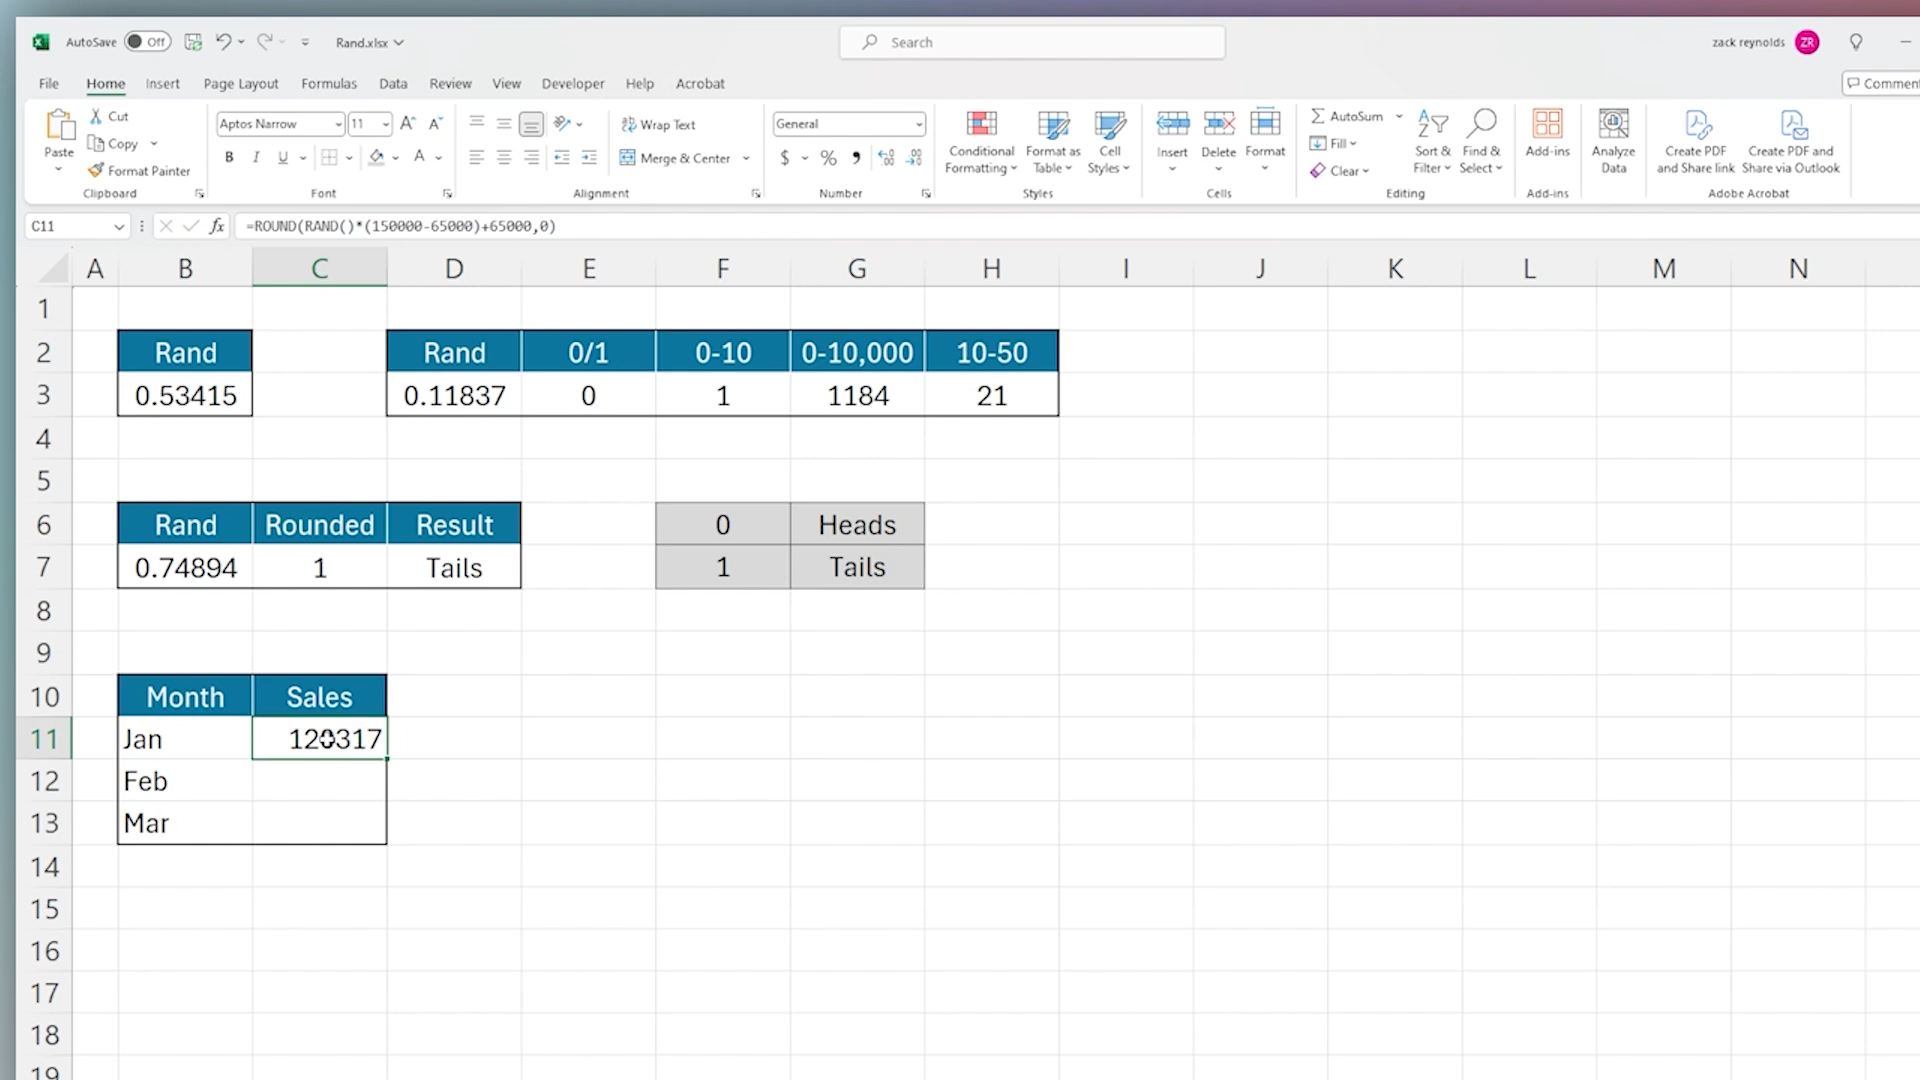 AutoSave Off Rand.xlsx Search zack reynolds ZR
File Home Insert Page Layout Formulas Data Review View Developer Help Acrobat Comment
Paste Cut Copy Format Painter Clipboard
Aptos Narrow 11 B I U A Font
Wrap Text Merge & Center Alignment
General $ % Number
Conditional Formatting Format as Table Cell Styles Styles
Insert Delete Format Cells
AutoSum Fill Clear Sort & Filter Find & Select Editing
Add-ins Add-ins
Analyze Data
Create PDF and Share link Create PDF and Share via Outlook Adobe Acrobat
C11 fx =ROUND(RAND()*(150000-65000)+65000,0)
A B C D E F G H I J K L M N
1
2 Rand Rand 0/1 0-10 0-10,000 10-50
3 0.53415 0.11837 0 1 1184 21
4
5
6 Rand Rounded Result 0 Heads
7 0.74894 1 Tails 1 Tails
8
9
10 Month Sales
11 Jan
12 Feb
13 Mar
14
15
16
17
18
19